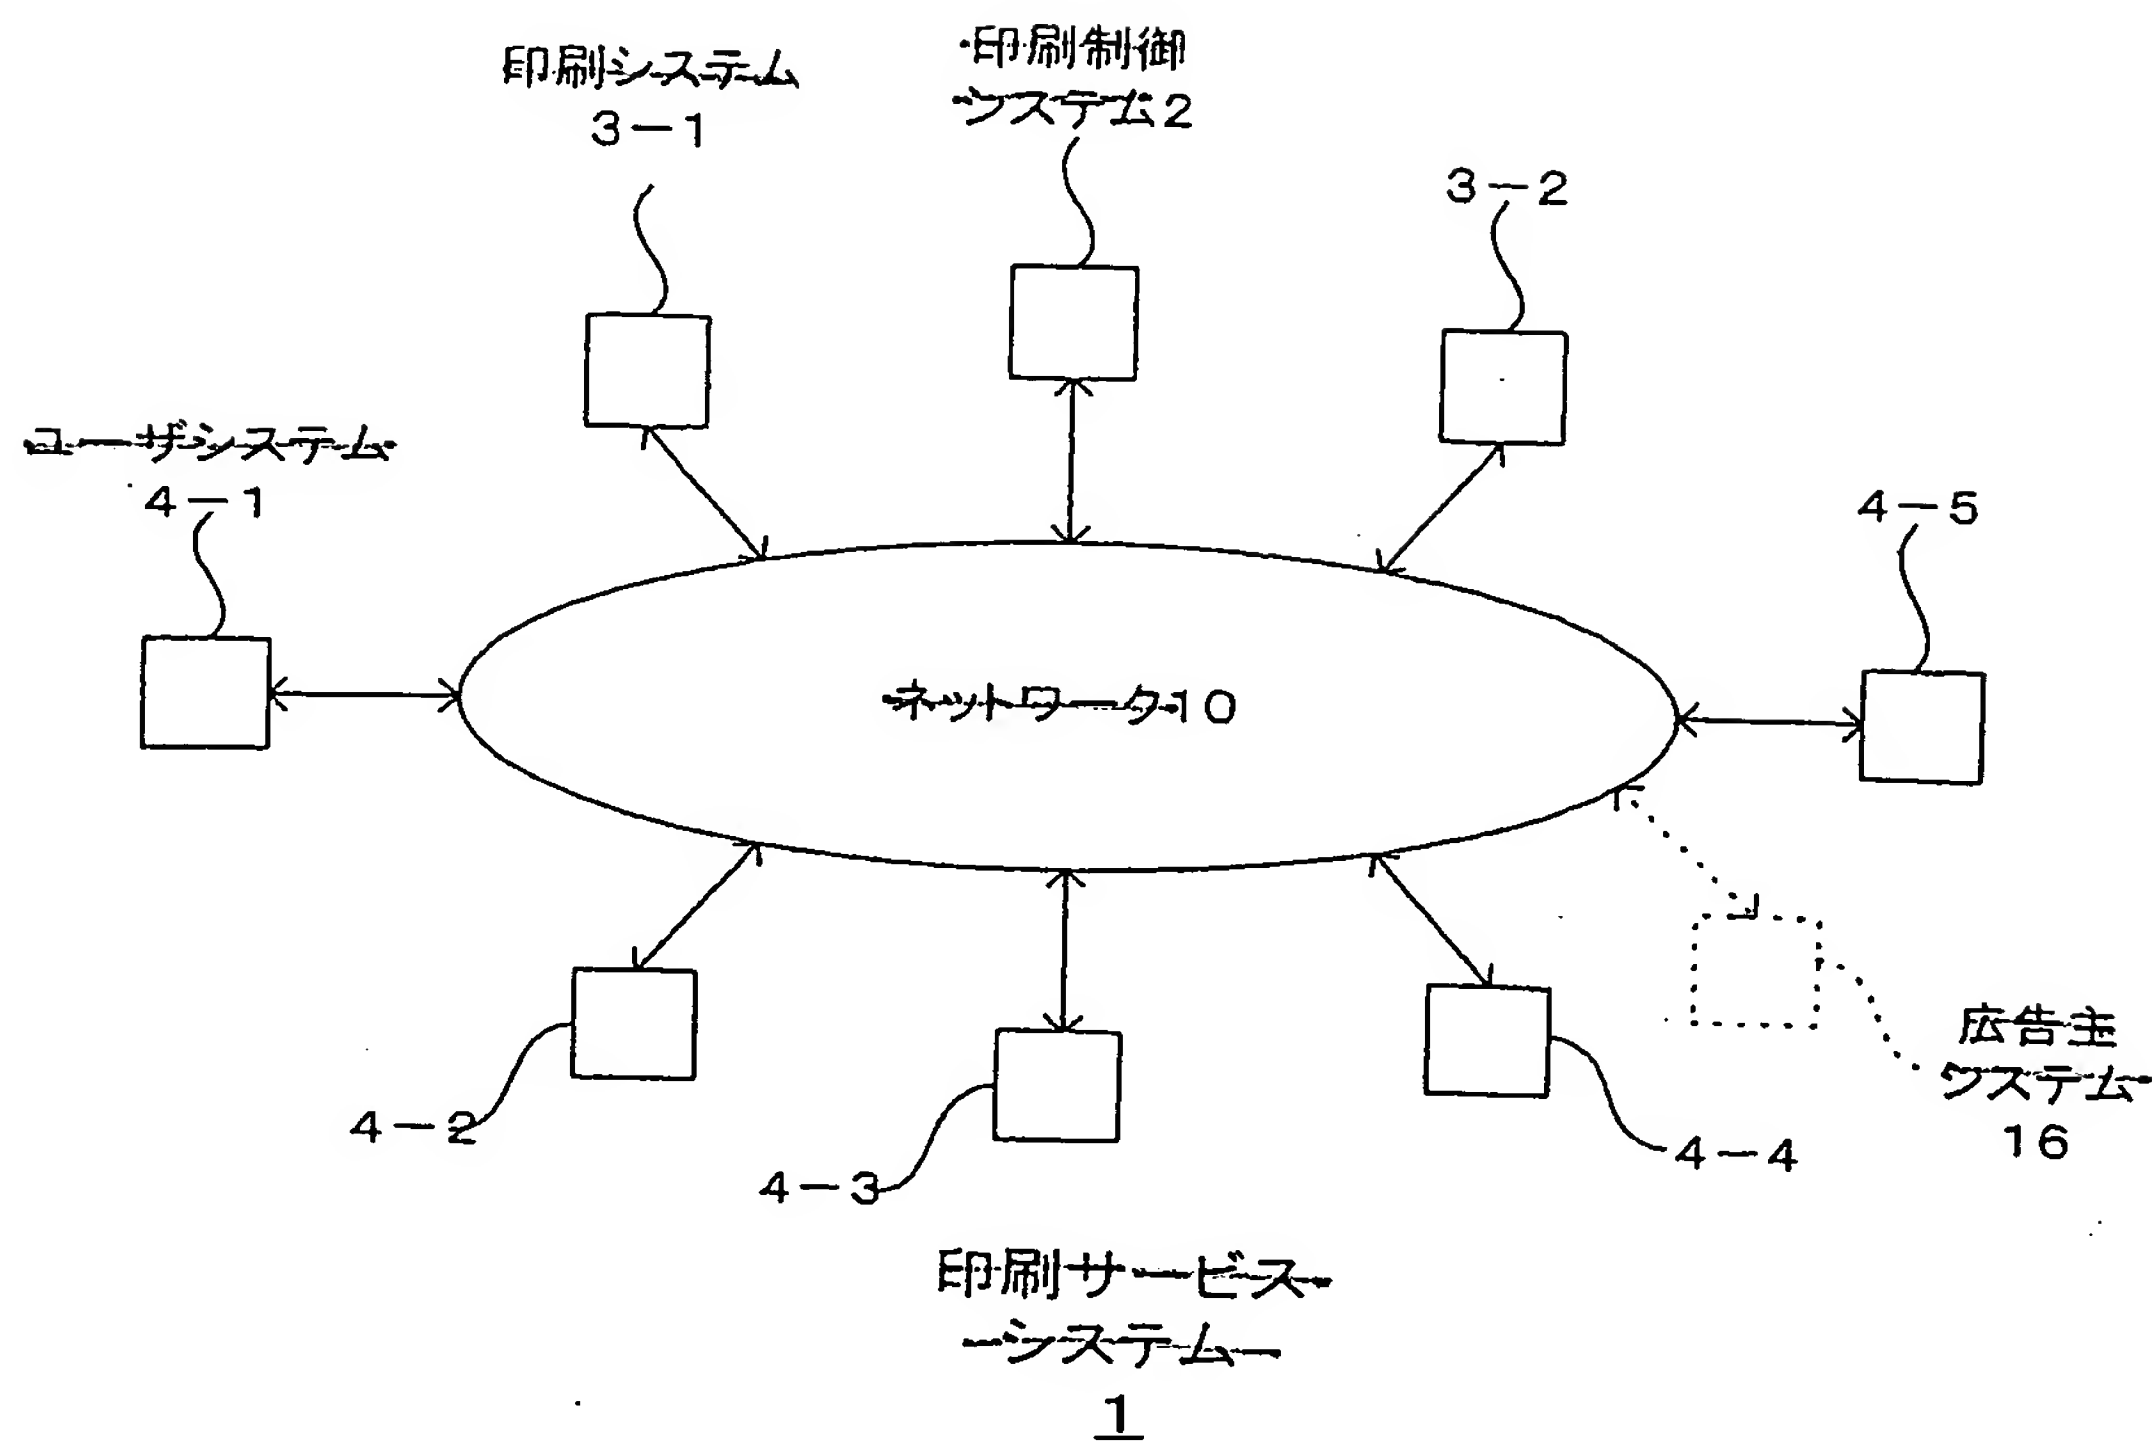 印刷システム
3-1
印刷制御
システム2
3-2
ユーザシステム
4-1
4-5
ネットワーク10
4-2
4-3
4-4
広告主
システム
16
印刷サービス
システム
1